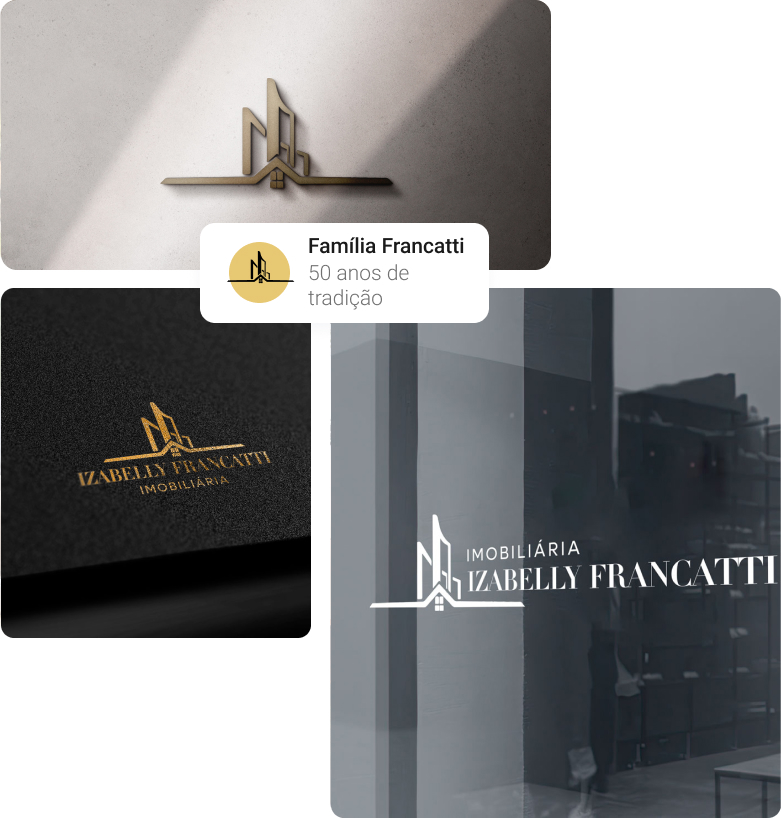 Família Francatti
50 anos de
tradição
IZABELLY FRANCATTI
IMOBILIÁRIA
IMOBILIÁRIA
IZABELLY FRANCATTI